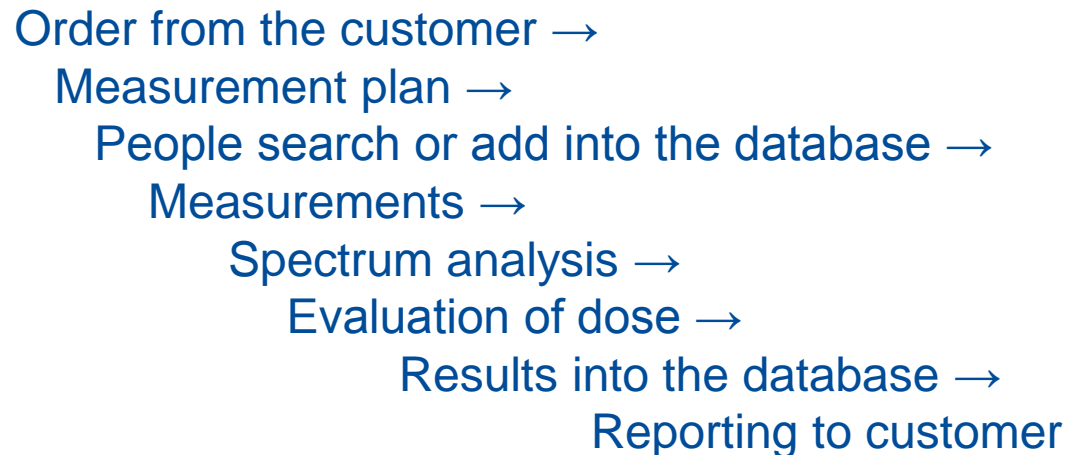 Order from the customer →
Measurement plan →
People search or add into the database →
Measurements →
Spectrum analysis →
Evaluation of dose →
Results into the database →
Reporting to customer